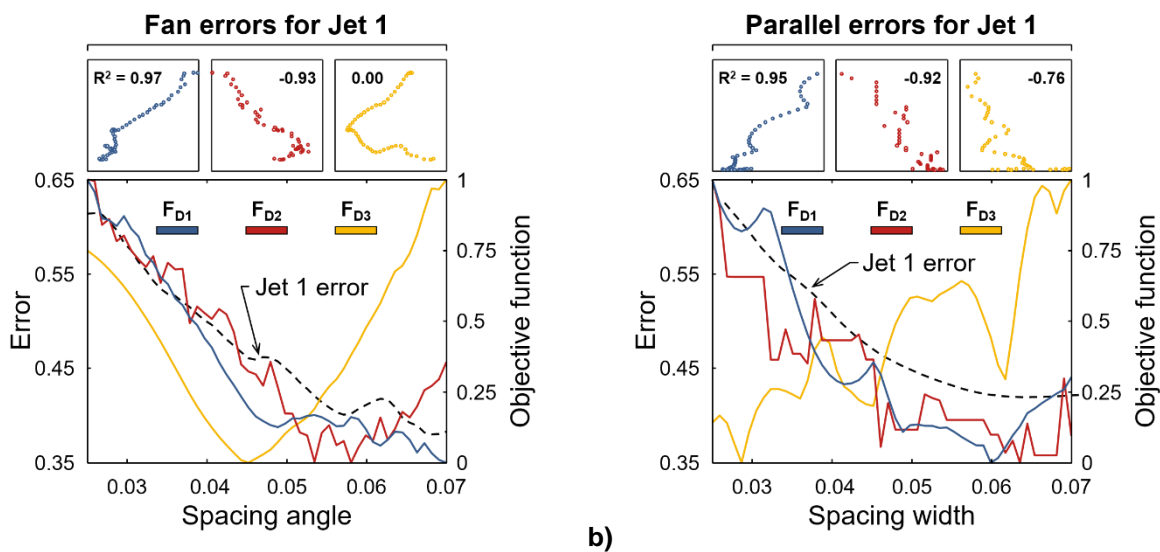 Fan errors for Jet 1
R² = 0.97
-0.93
0.00
0.65
0.55
0.45
0.35
Error
F_D1
F_D2
F_D3
Jet 1 error
1
0.75
0.5
0.25
0
Objective function
0.03
0.04
0.05
0.06
0.07
Spacing angle
Parallel errors for Jet 1
R² = 0.95
-0.92
-0.76
0.65
0.55
0.45
0.35
Error
F_D1
F_D2
F_D3
Jet 1 error
1
0.75
0.5
0.25
0
Objective function
0.03
0.04
0.05
0.06
0.07
Spacing width
b)